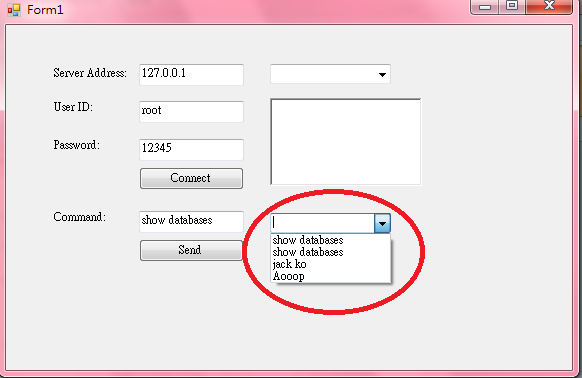 Form1
Server Address:
127.0.0.1
User ID:
root
Password:
12345
Connect
Command:
show databases
Send
show databases
show databases
jack ko
Aooop